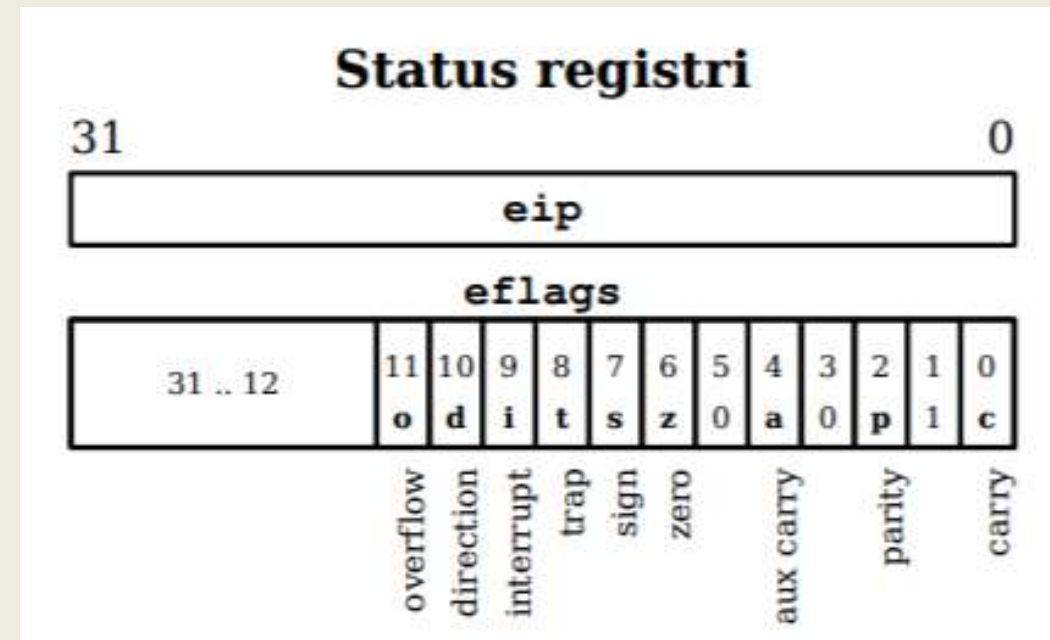 Status registri
31 0
eip
eflags
31 .. 12 11 10 9 8 7 6 5 4 3 2 1 0
o d i t s z 0 a 0 p 1 c
overflow direction interrupt trap sign zero aux carry parity carry